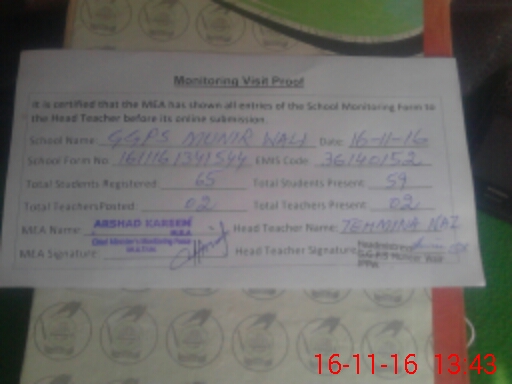 Monitoring Visit Proof
It is certified that the MEA has shown all entries of the School Monitoring Form to
the Head Teacher before its online submission.
School Name: GGPS MUNIR WALI Date: 16-11-16
School Form No 1611161341544 EMIS Code: 36140152
Total Students Registered: 65 Total Students Present: 59
Total TeachersPosted: 02 Total Teachers Present: 02
MEA Name: ARSHAD KAREEM Head Teacher Name: TEHMINA NAZ
M.E.A
Chief Minister's Monitoring Force
MEA Signature: Head Teacher Signature:
16-11-16 13:43